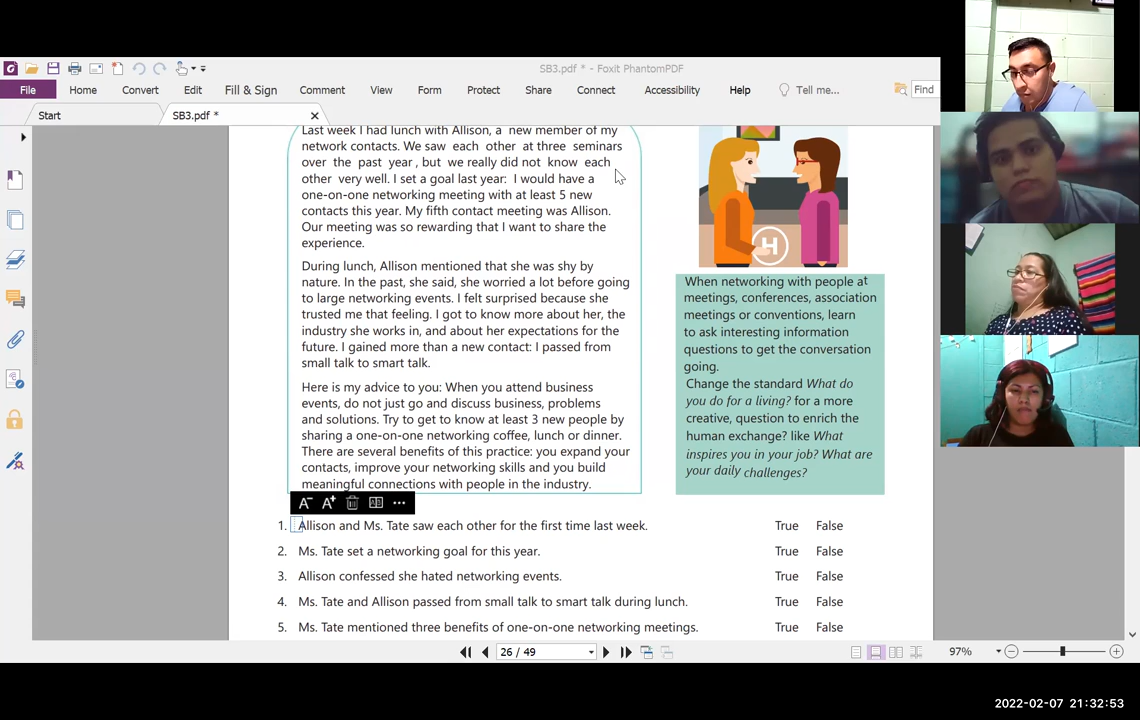 SB3.pdf * - Foxit PhantomPDF
File Home Convert Edit Fill & Sign Comment View Form Protect Share Connect Accessibility Help Tell me... Find
Start SB3.pdf *
Last week I had lunch with Allison, a new member of my
network contacts. We saw each other at three seminars
over the past year, but we really did not know each
other very well. I set a goal last year: I would have a
one-on-one networking meeting with at least 5 new
contacts this year. My fifth contact meeting was Allison.
Our meeting was so rewarding that I want to share the
experience.
During lunch, Allison mentioned that she was shy by
nature. In the past, she said, she worried a lot before going
to large networking events. I felt surprised because she
trusted me that feeling. I got to know more about her, the
industry she works in, and about her expectations for the
future. I gained more than a new contact: I passed from
small talk to smart talk.
Here is my advice to you: When you attend business
events, do not just go and discuss business, problems
and solutions. Try to get to know at least 3 new people by
sharing a one-on-one networking coffee, lunch or dinner.
There are several benefits of this practice: you expand your
contacts, improve your networking skills and you build
meaningful connections with people in the industry.
H
When networking with people at
meetings, conferences, association
meetings or conventions, learn
to ask interesting information
questions to get the conversation
going.
Change the standard What do
you do for a living? for a more
creative, question to enrich the
human exchange? like What
inspires you in your job? What are
your daily challenges?
1. Allison and Ms. Tate saw each other for the first time last week. True False
2. Ms. Tate set a networking goal for this year. True False
3. Allison confessed she hated networking events. True False
4. Ms. Tate and Allison passed from small talk to smart talk during lunch. True False
5. Ms. Tate mentioned three benefits of one-on-one networking meetings. True False
26 / 49 97%
2022-02-07 21:32:53